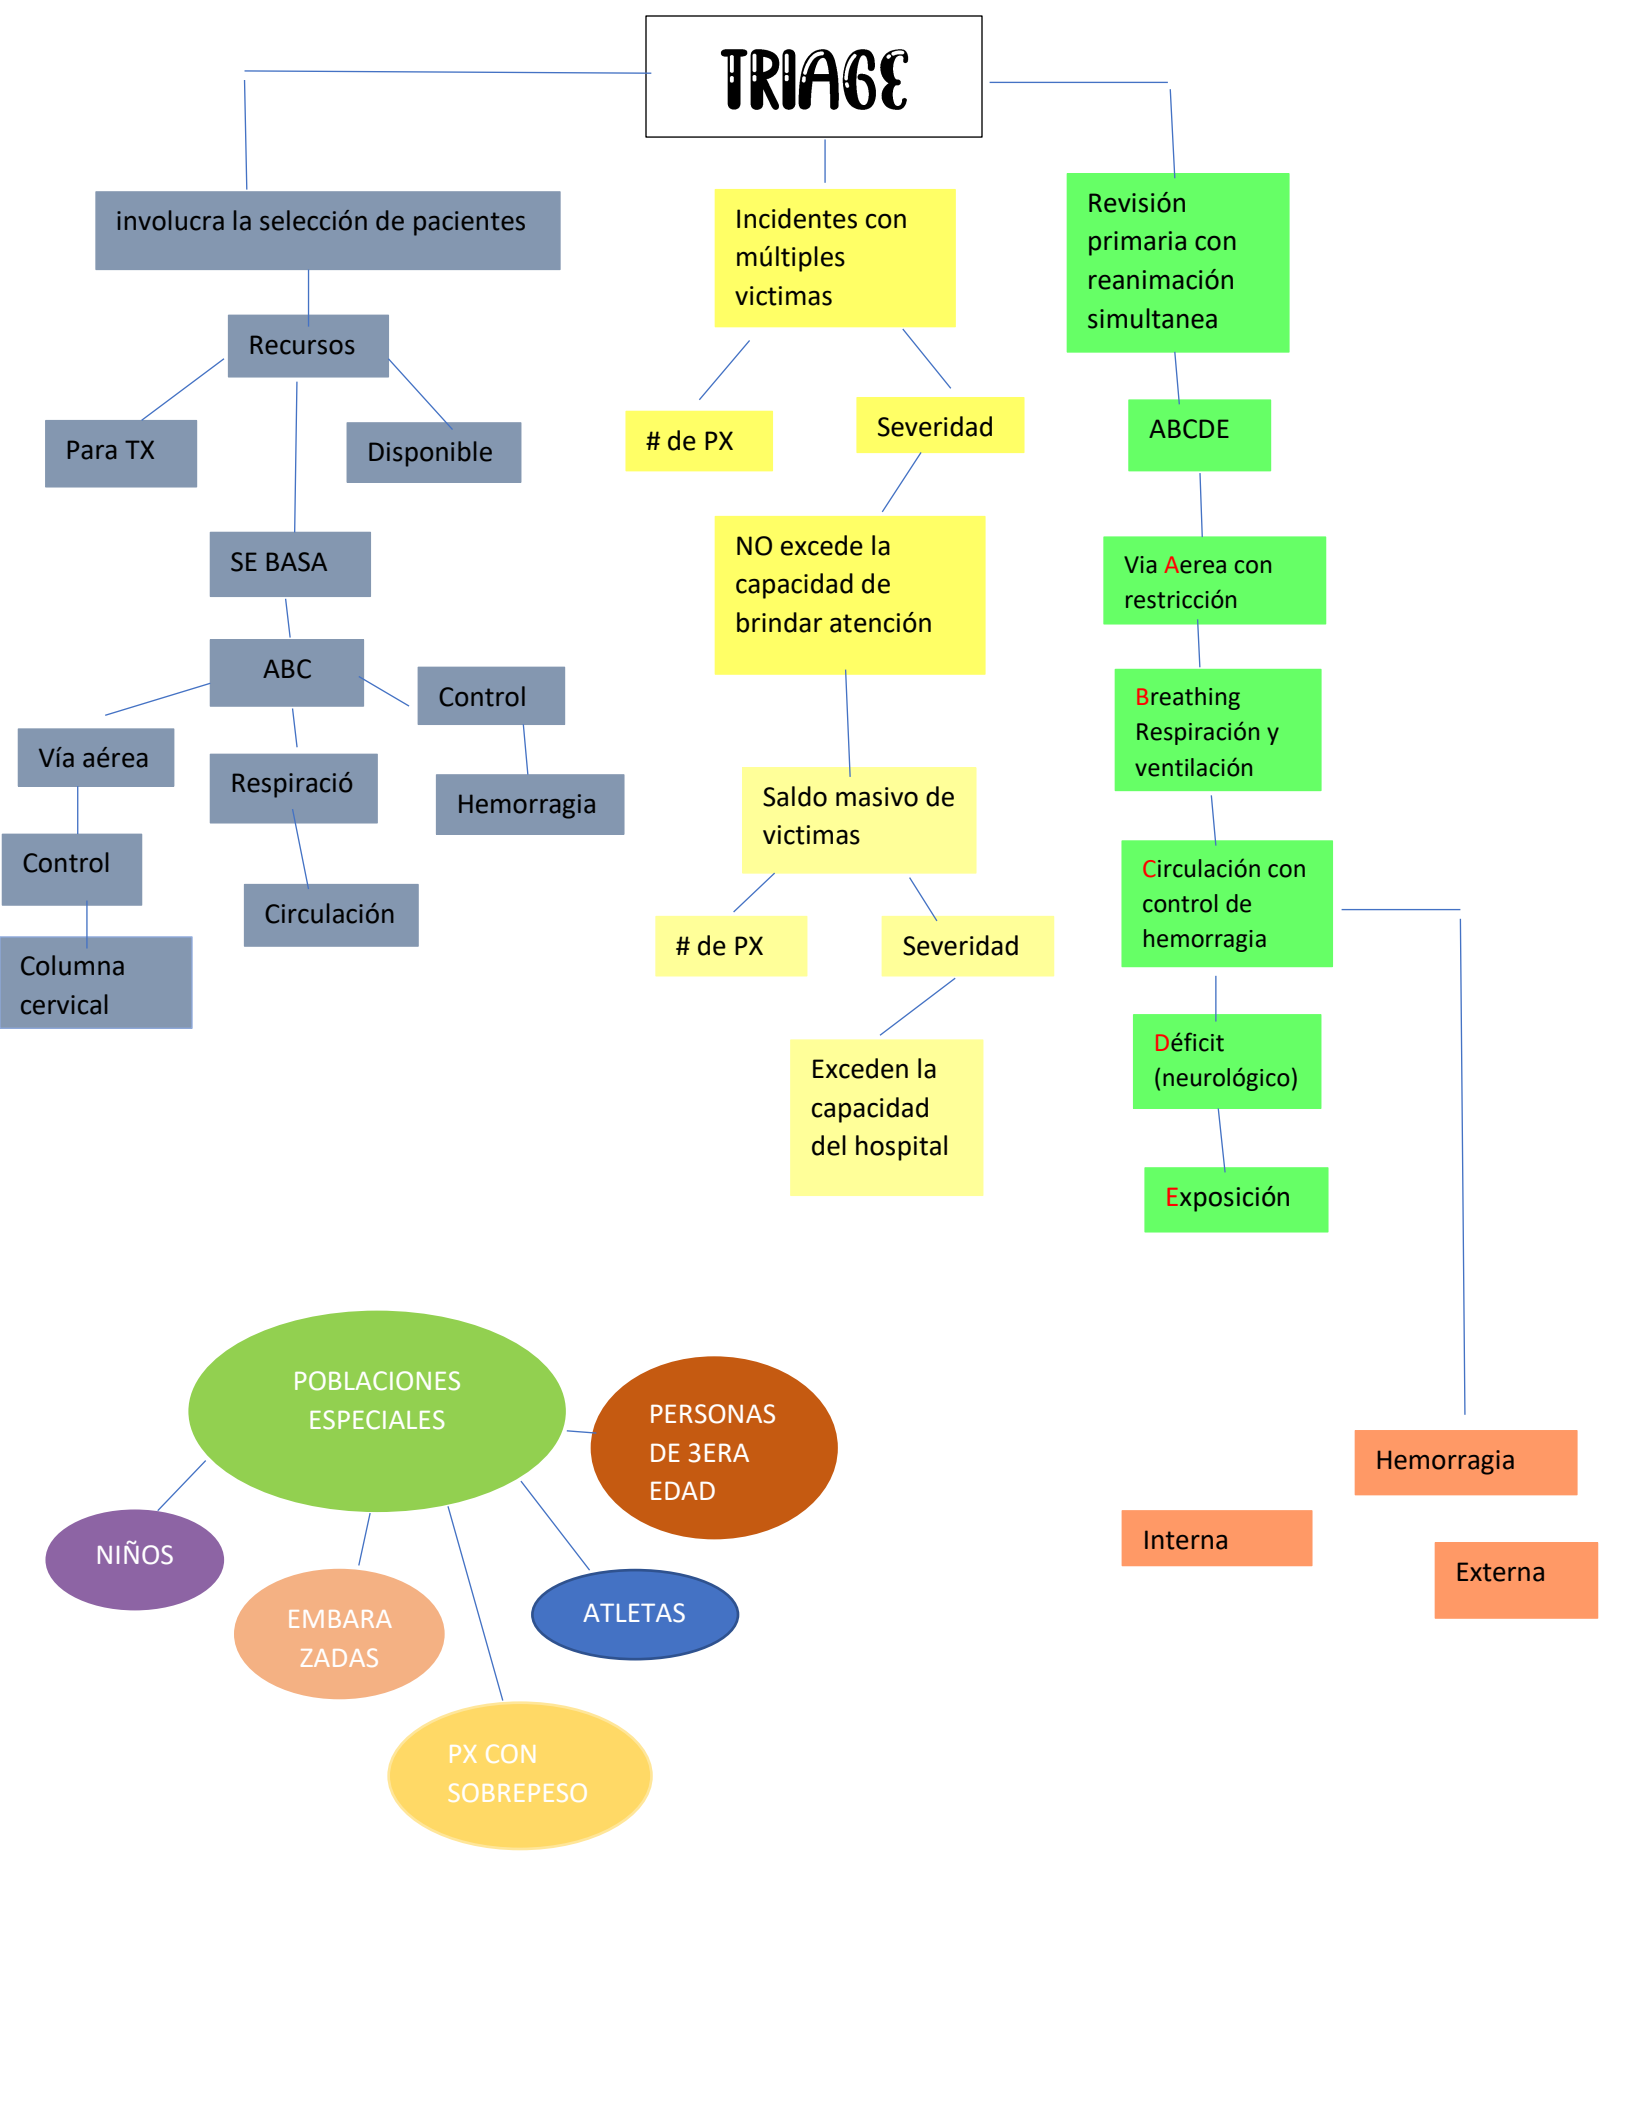 TRIAGE
involucra la selección de pacientes
Recursos
Para TX
Disponible
SE BASA
ABC
Vía aérea
Control
Columna
cervical
Respiració
Circulación
Control
Hemorragia
Incidentes con
múltiples
victimas
# de PX
Severidad
NO excede la
capacidad de
brindar atención
Saldo masivo de
victimas
# de PX
Severidad
Exceden la
capacidad
del hospital
Revisión
primaria con
reanimación
simultanea
ABCDE
Via Aerea con
restricción
Breathing
Respiración y
ventilación
Circulación con
control de
hemorragia
Déficit
(neurológico)
Exposición
Hemorragia
Interna
Externa
POBLACIONES
ESPECIALES
NIÑOS
EMBARA
ZADAS
PX CON
SOBREPESO
ATLETAS
PERSONAS
DE 3ERA
EDAD